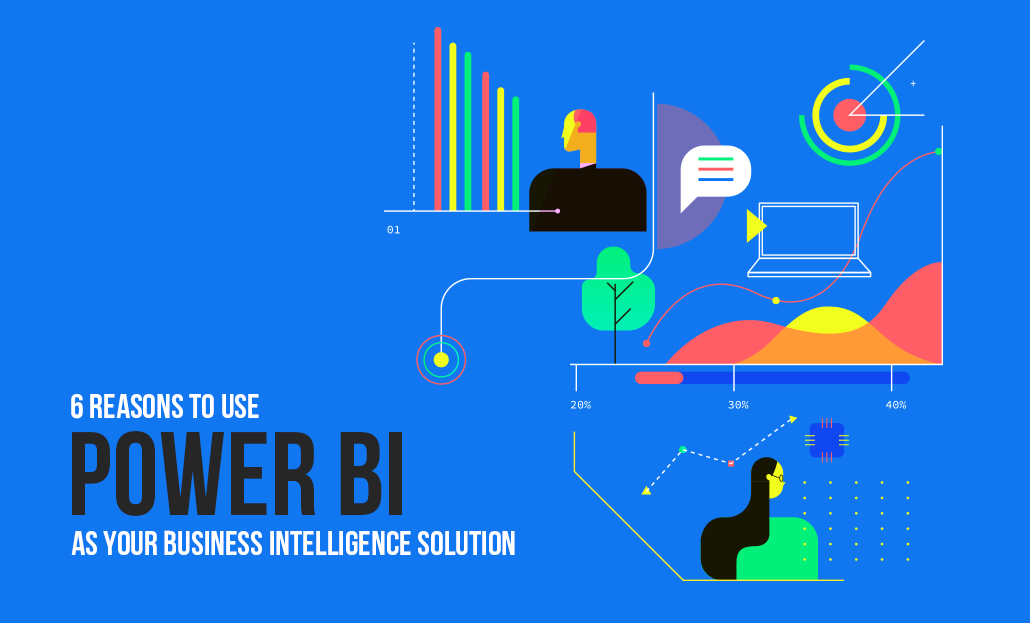 01
20%
30%
40%
6 REASONS TO USE
POWER BI
AS YOUR BUSINESS INTELLIGENCE SOLUTION